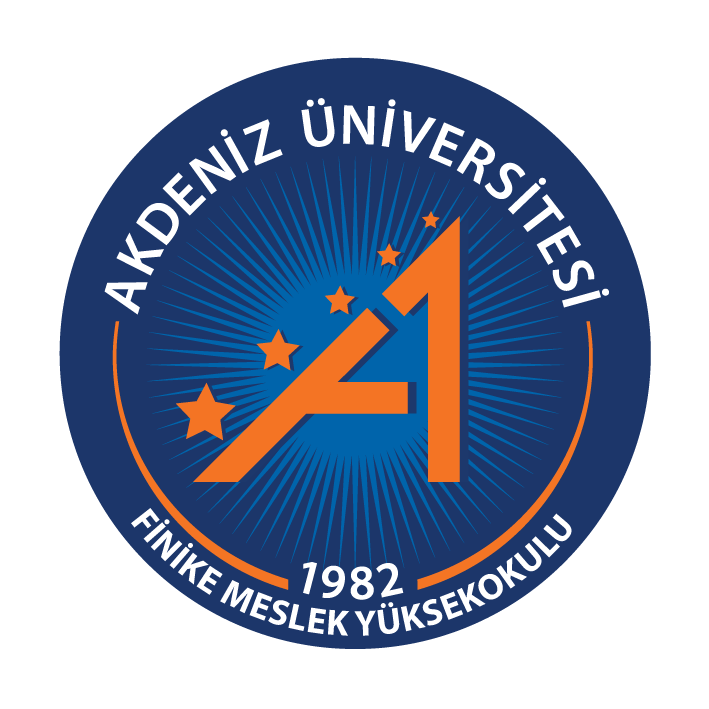 AKDENİZ ÜNİVERSİTESİ
1982
FİNİKE MESLEK YÜKSEKOKULU